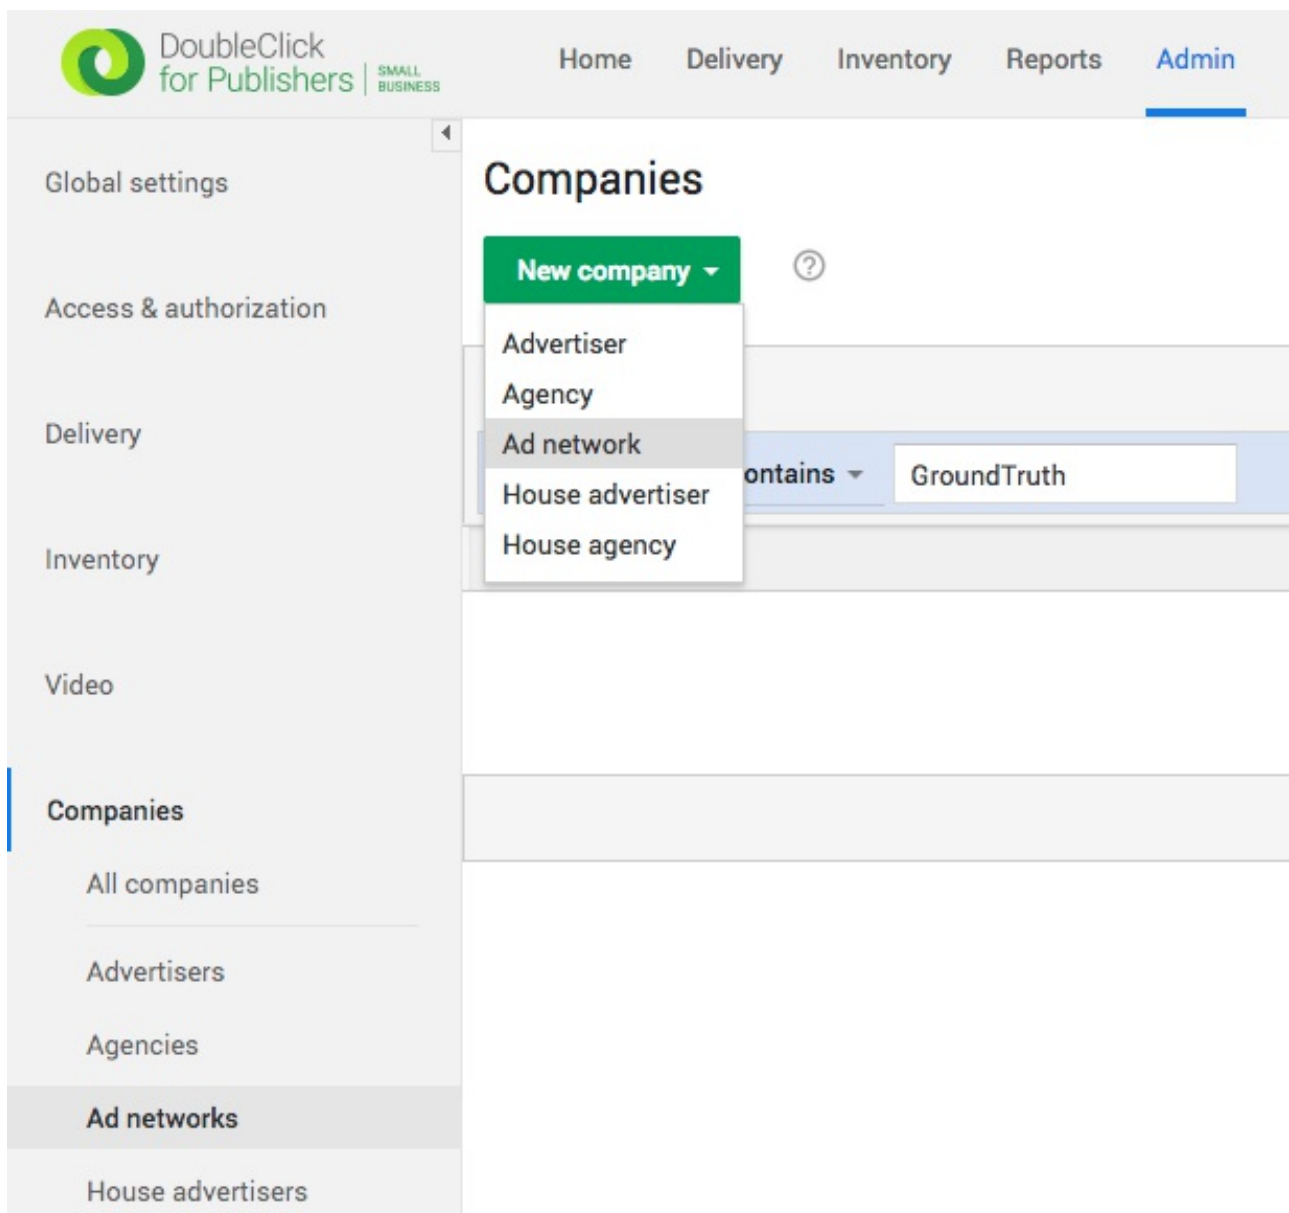 DoubleClick
for Publishers
SMALL
BUSINESS
Home
Delivery
Inventory
Reports
Admin
Global settings
Access & authorization
Delivery
Inventory
Video
Companies
All companies
Advertisers
Agencies
Ad networks
House advertisers
Companies
New company
Advertiser
Agency
Ad network
House advertiser
House agency
ontains
GroundTruth